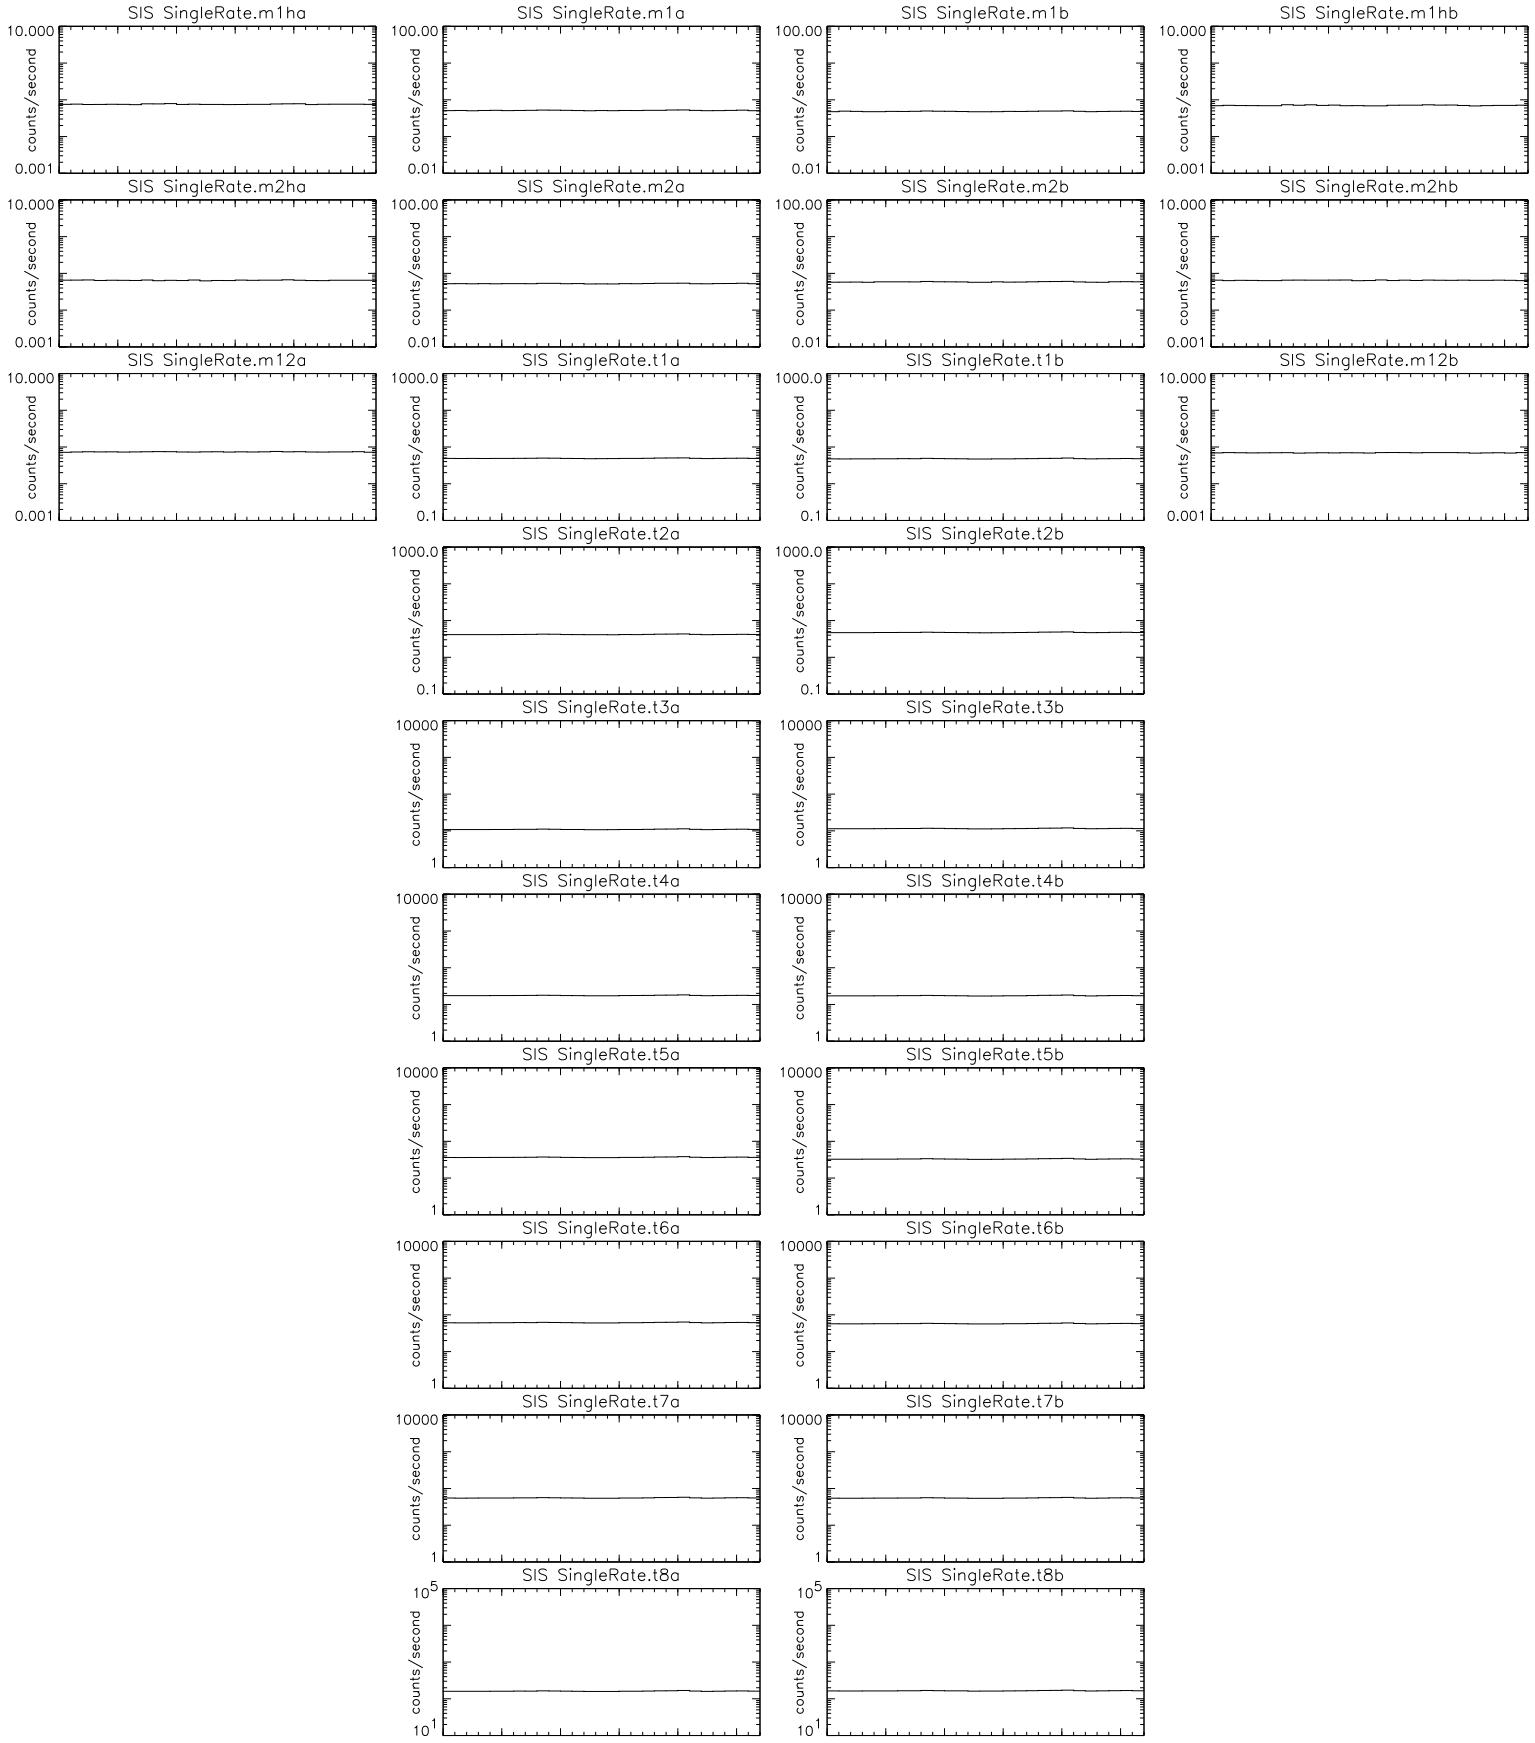 SIS SingleRate.m1ha
10.000
counts/second
0.001
SIS SingleRate.m1a
100.00
counts/second
0.01
SIS SingleRate.m1b
100.00
counts/second
0.01
SIS SingleRate.m1hb
10.000
counts/second
0.001
SIS SingleRate.m2ha
10.000
counts/second
0.001
SIS SingleRate.m2a
100.00
counts/second
0.01
SIS SingleRate.m2b
100.00
counts/second
0.01
SIS SingleRate.m2hb
10.000
counts/second
0.001
SIS SingleRate.m12a
10.000
counts/second
0.001
SIS SingleRate.t1a
1000.0
counts/second
0.1
SIS SingleRate.t1b
1000.0
counts/second
0.1
SIS SingleRate.m12b
10.000
counts/second
0.001
SIS SingleRate.t2a
1000.0
counts/second
0.1
SIS SingleRate.t2b
1000.0
counts/second
0.1
SIS SingleRate.t3a
10000
counts/second
1
SIS SingleRate.t3b
10000
counts/second
1
SIS SingleRate.t4a
10000
counts/second
1
SIS SingleRate.t4b
10000
counts/second
1
SIS SingleRate.t5a
10000
counts/second
1
SIS SingleRate.t5b
10000
counts/second
1
SIS SingleRate.t6a
10000
counts/second
1
SIS SingleRate.t6b
10000
counts/second
1
SIS SingleRate.t7a
10000
counts/second
1
SIS SingleRate.t7b
10000
counts/second
1
SIS SingleRate.t8a
10⁵
counts/second
10¹
SIS SingleRate.t8b
10⁵
counts/second
10¹